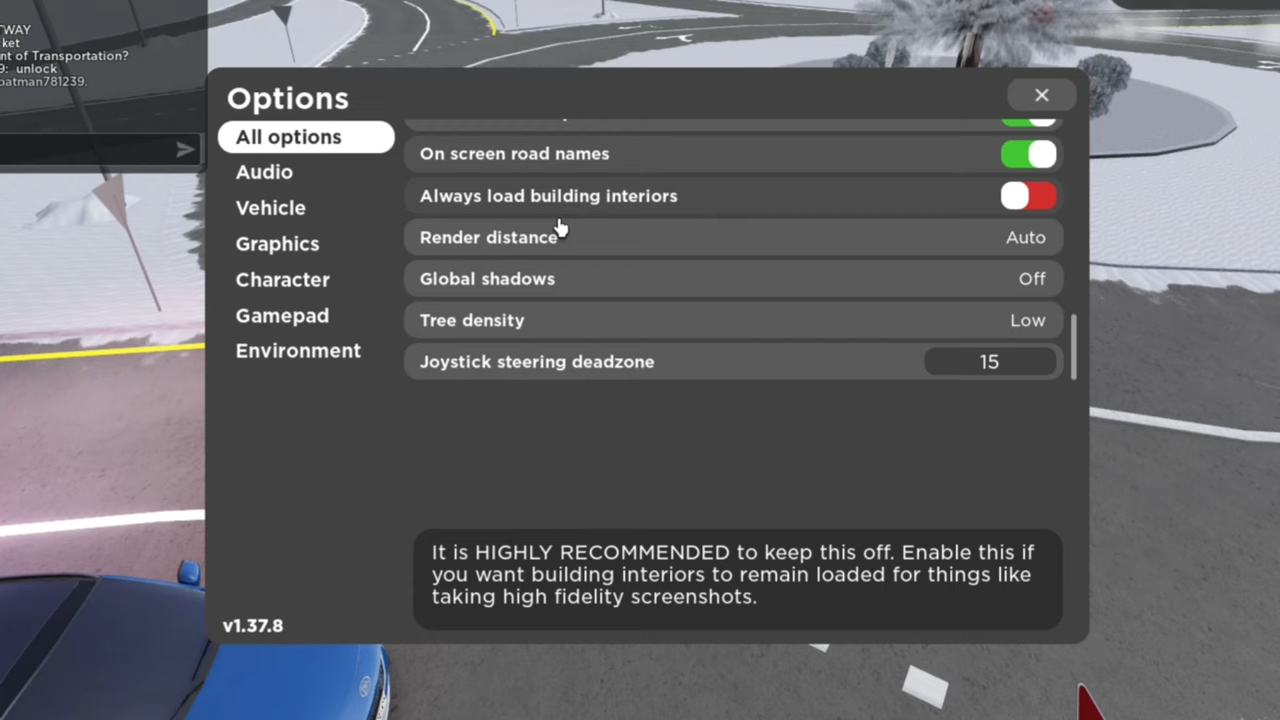 WAY
ket
nt of Transportation?
9: unlock
patman781239.
Options
All options
Audio
Vehicle
Graphics
Character
Gamepad
Environment
On screen road names
Always load building interiors
Render distance
Auto
Global shadows
Off
Tree density
Low
Joystick steering deadzone
15
It is HIGHLY RECOMMENDED to keep this off. Enable this if
you want building interiors to remain loaded for things like
taking high fidelity screenshots.
v1.37.8